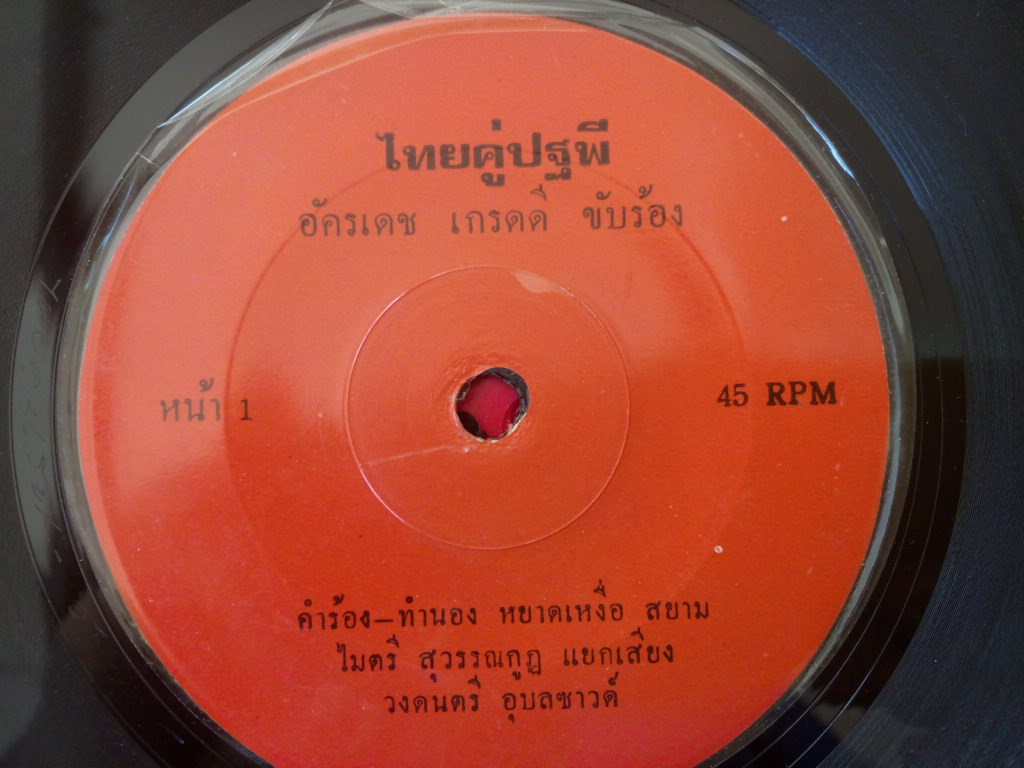 ไทยคู่ปฐพี
อัครเดช เกรดดี ขับร้อง
หน้า 1
45 RPM
คำร้อง–ทำนอง หยาดเหงื่อ สยาม
ไมตรี สุวรรณกูฏ แยกเสียง
วงดนตรี อุบลซาวด์